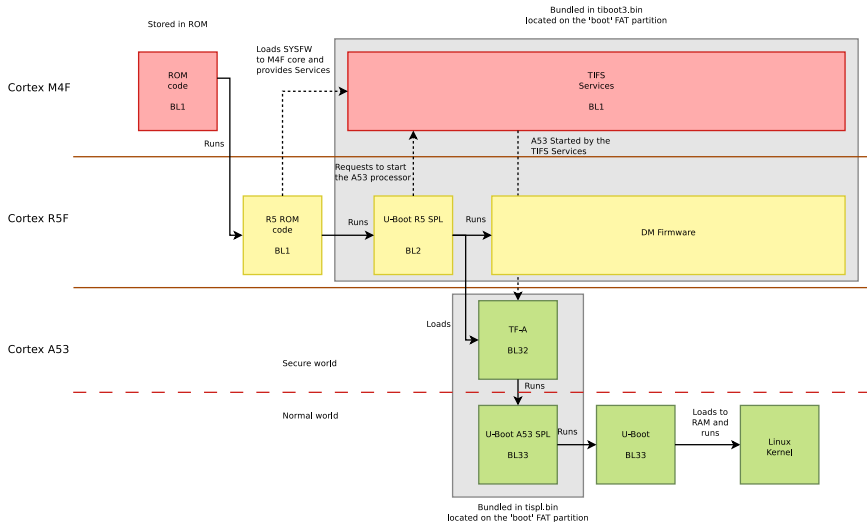 Bundled in tiboot3.bin
located on the 'boot' FAT partition
Stored in ROM
Loads SYSFW
to M4F core and
provides Services
Cortex M4F
ROM
code
BL1
TIFS
Services
BL1
Runs
A53 Started by the
TIFS Services
Requests to start
the A53 processor
Cortex R5F
R5 ROM
code
BL1
Runs
U-Boot R5 SPL
BL2
Runs
DM Firmware
Cortex A53
Loads
TF-A
BL32
Secure world
Runs
Normal world
U-Boot A53 SPL
BL33
Runs
U-Boot
BL33
Loads to
RAM and
runs
Linux
Kernel
Bundled in tispl.bin
located on the 'boot' FAT partition